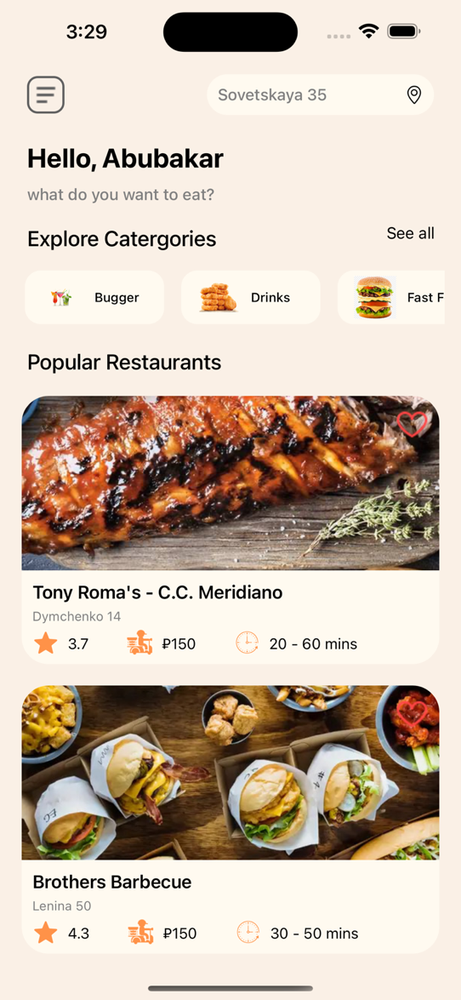 3:29
Sovetskaya 35
Hello, Abubakar
what do you want to eat?
Explore Catergories
See all
Bugger
Drinks
Fast F
Popular Restaurants
Tony Roma's - C.C. Meridiano
Dymchenko 14
3.7 ₽150 20 - 60 mins
Brothers Barbecue
Lenina 50
4.3 ₽150 30 - 50 mins